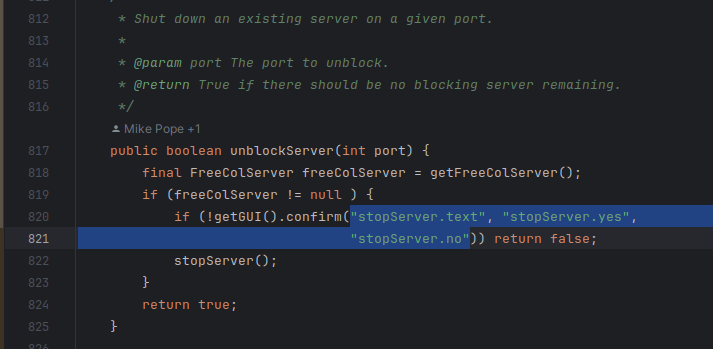 812 * Shut down an existing server on a given port.
813 *
814 * @param port The port to unblock.
815 * @return True if there should be no blocking server remaining.
816 */
Mike Pope +1
817 public boolean unblockServer(int port) {
818 final FreeColServer freeColServer = getFreeColServer();
819 if (freeColServer != null ) {
820 if (!getGUI().confirm("stopServer.text", "stopServer.yes",
821 "stopServer.no")) return false;
822 stopServer();
823 }
824 return true;
825 }